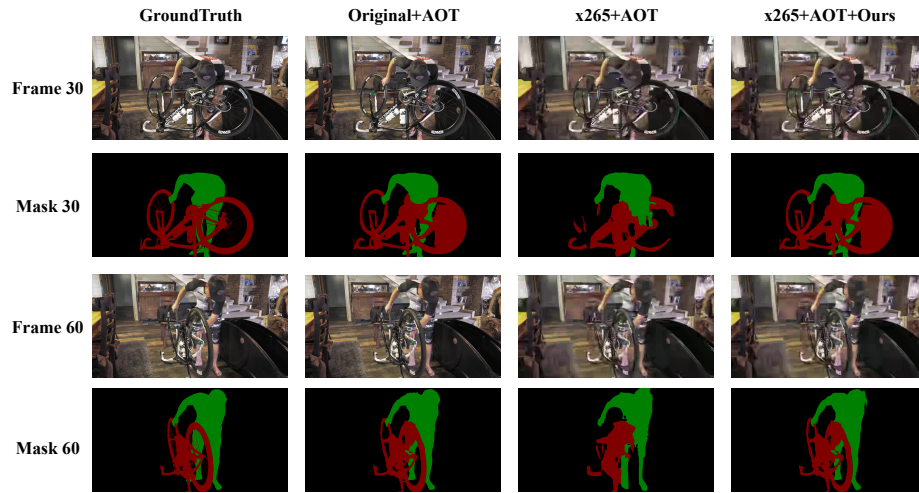 GroundTruth Original+AOT x265+AOT x265+AOT+Ours
Frame 30
Mask 30
Frame 60
Mask 60